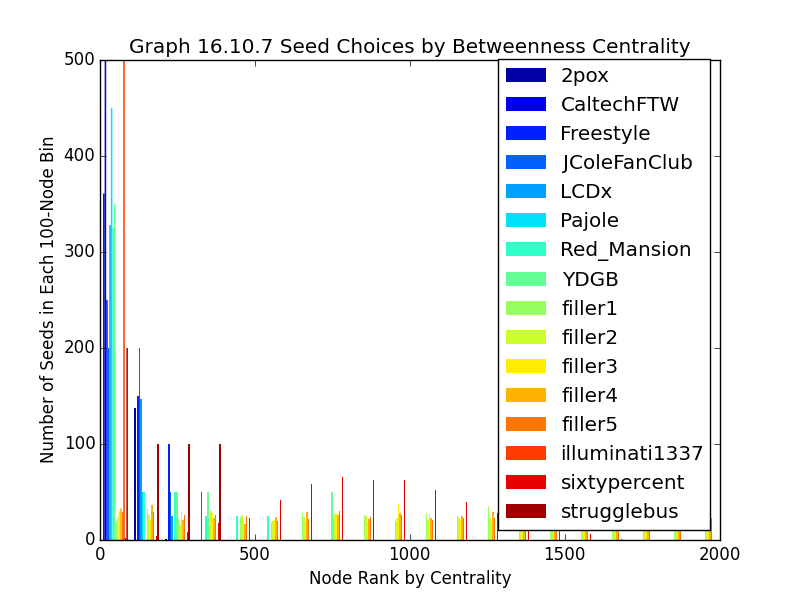 Graph 16.10.7 Seed Choices by Betweenness Centrality
Number of Seeds in Each 100-Node Bin
500
400
300
200
100
0
0
500
1000
1500
2000
Node Rank by Centrality
2pox
CaltechFTW
Freestyle
JColeFanClub
LCDx
Pajole
Red_Mansion
YDGB
filler1
filler2
filler3
filler4
filler5
illuminati1337
sixtypercent
strugglebus